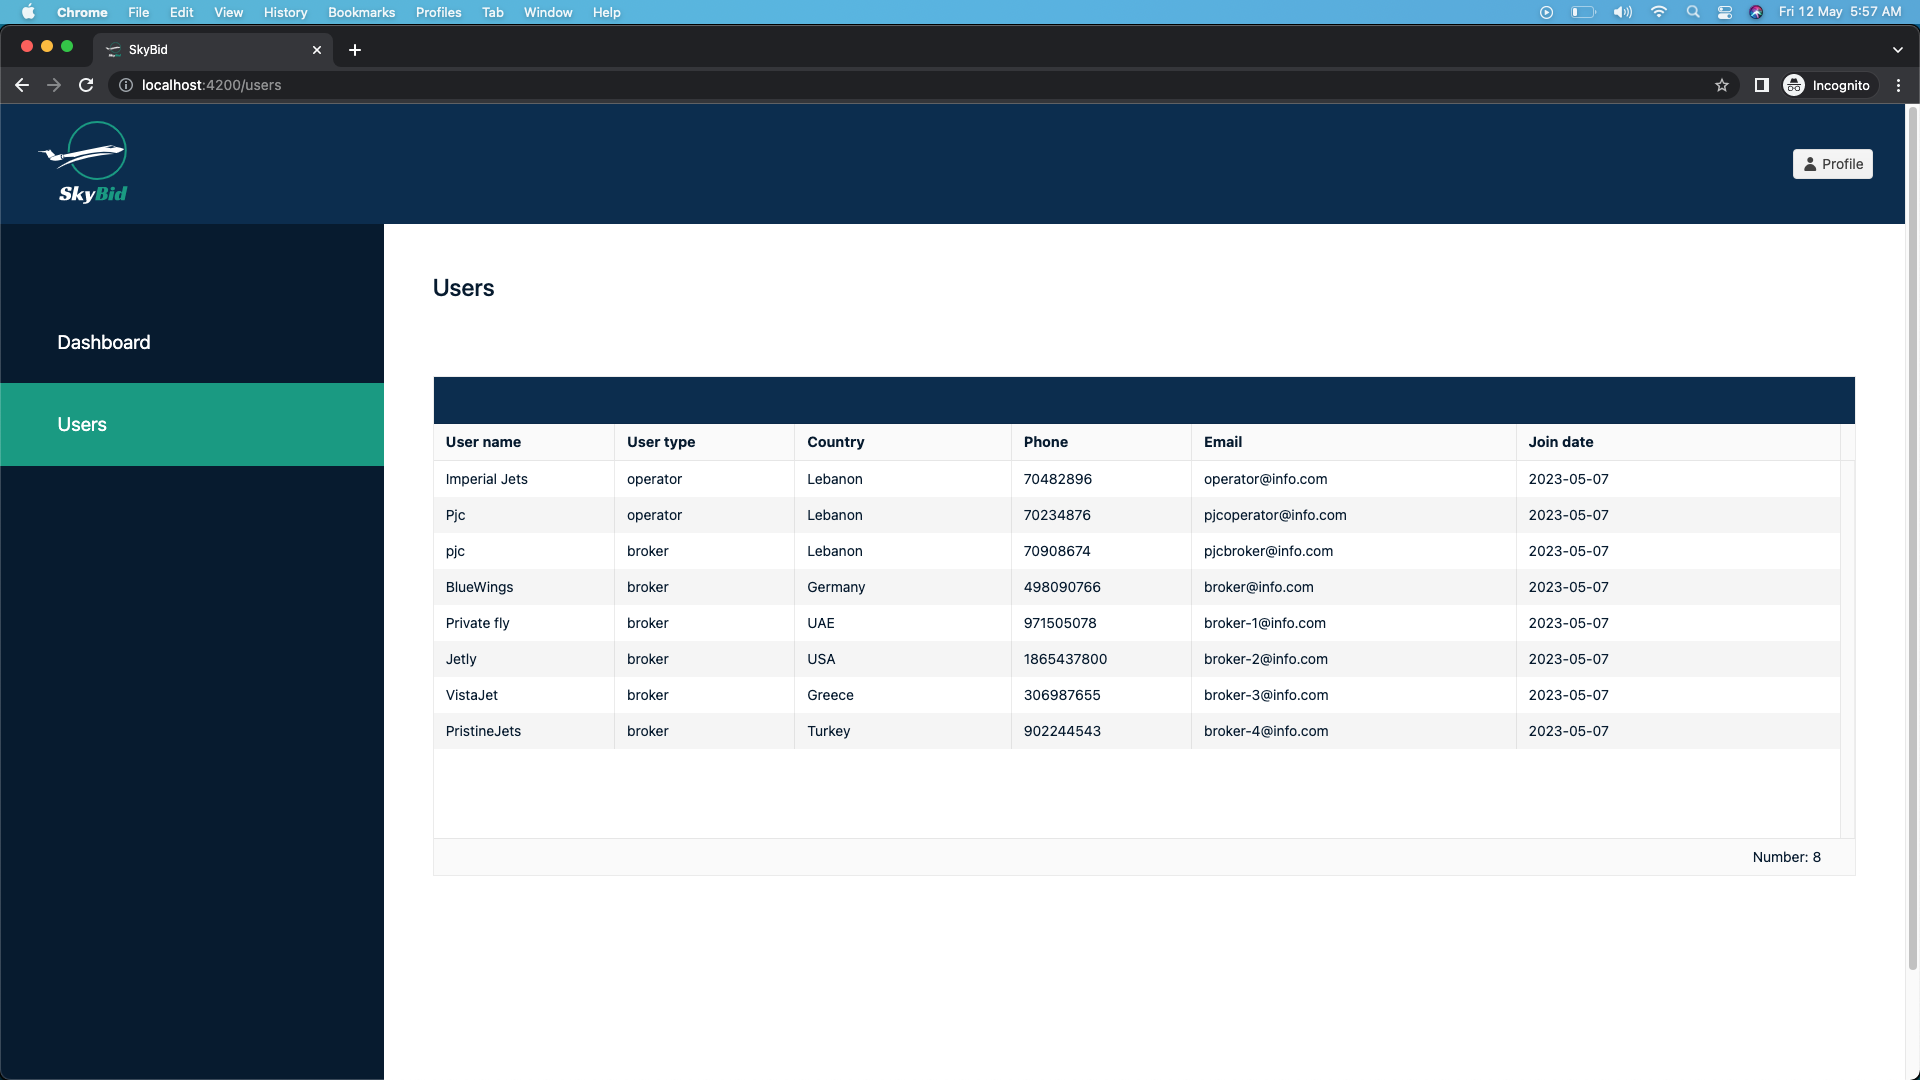 Chrome File Edit View History Bookmarks Profiles Tab Window Help Fri 12 May 5:57 AM
SkyBid
localhost:4200/users Incognito
SkyBid
Profile
Users
Dashboard
Users
User name User type Country Phone Email Join date
Imperial Jets operator Lebanon 70482896 operator@info.com 2023-05-07
Pjc operator Lebanon 70234876 pjcoperator@info.com 2023-05-07
pjc broker Lebanon 70908674 pjcbroker@info.com 2023-05-07
BlueWings broker Germany 498090766 broker@info.com 2023-05-07
Private fly broker UAE 971505078 broker-1@info.com 2023-05-07
Jetly broker USA 1865437800 broker-2@info.com 2023-05-07
VistaJet broker Greece 306987655 broker-3@info.com 2023-05-07
PristineJets broker Turkey 902244543 broker-4@info.com 2023-05-07
Number: 8